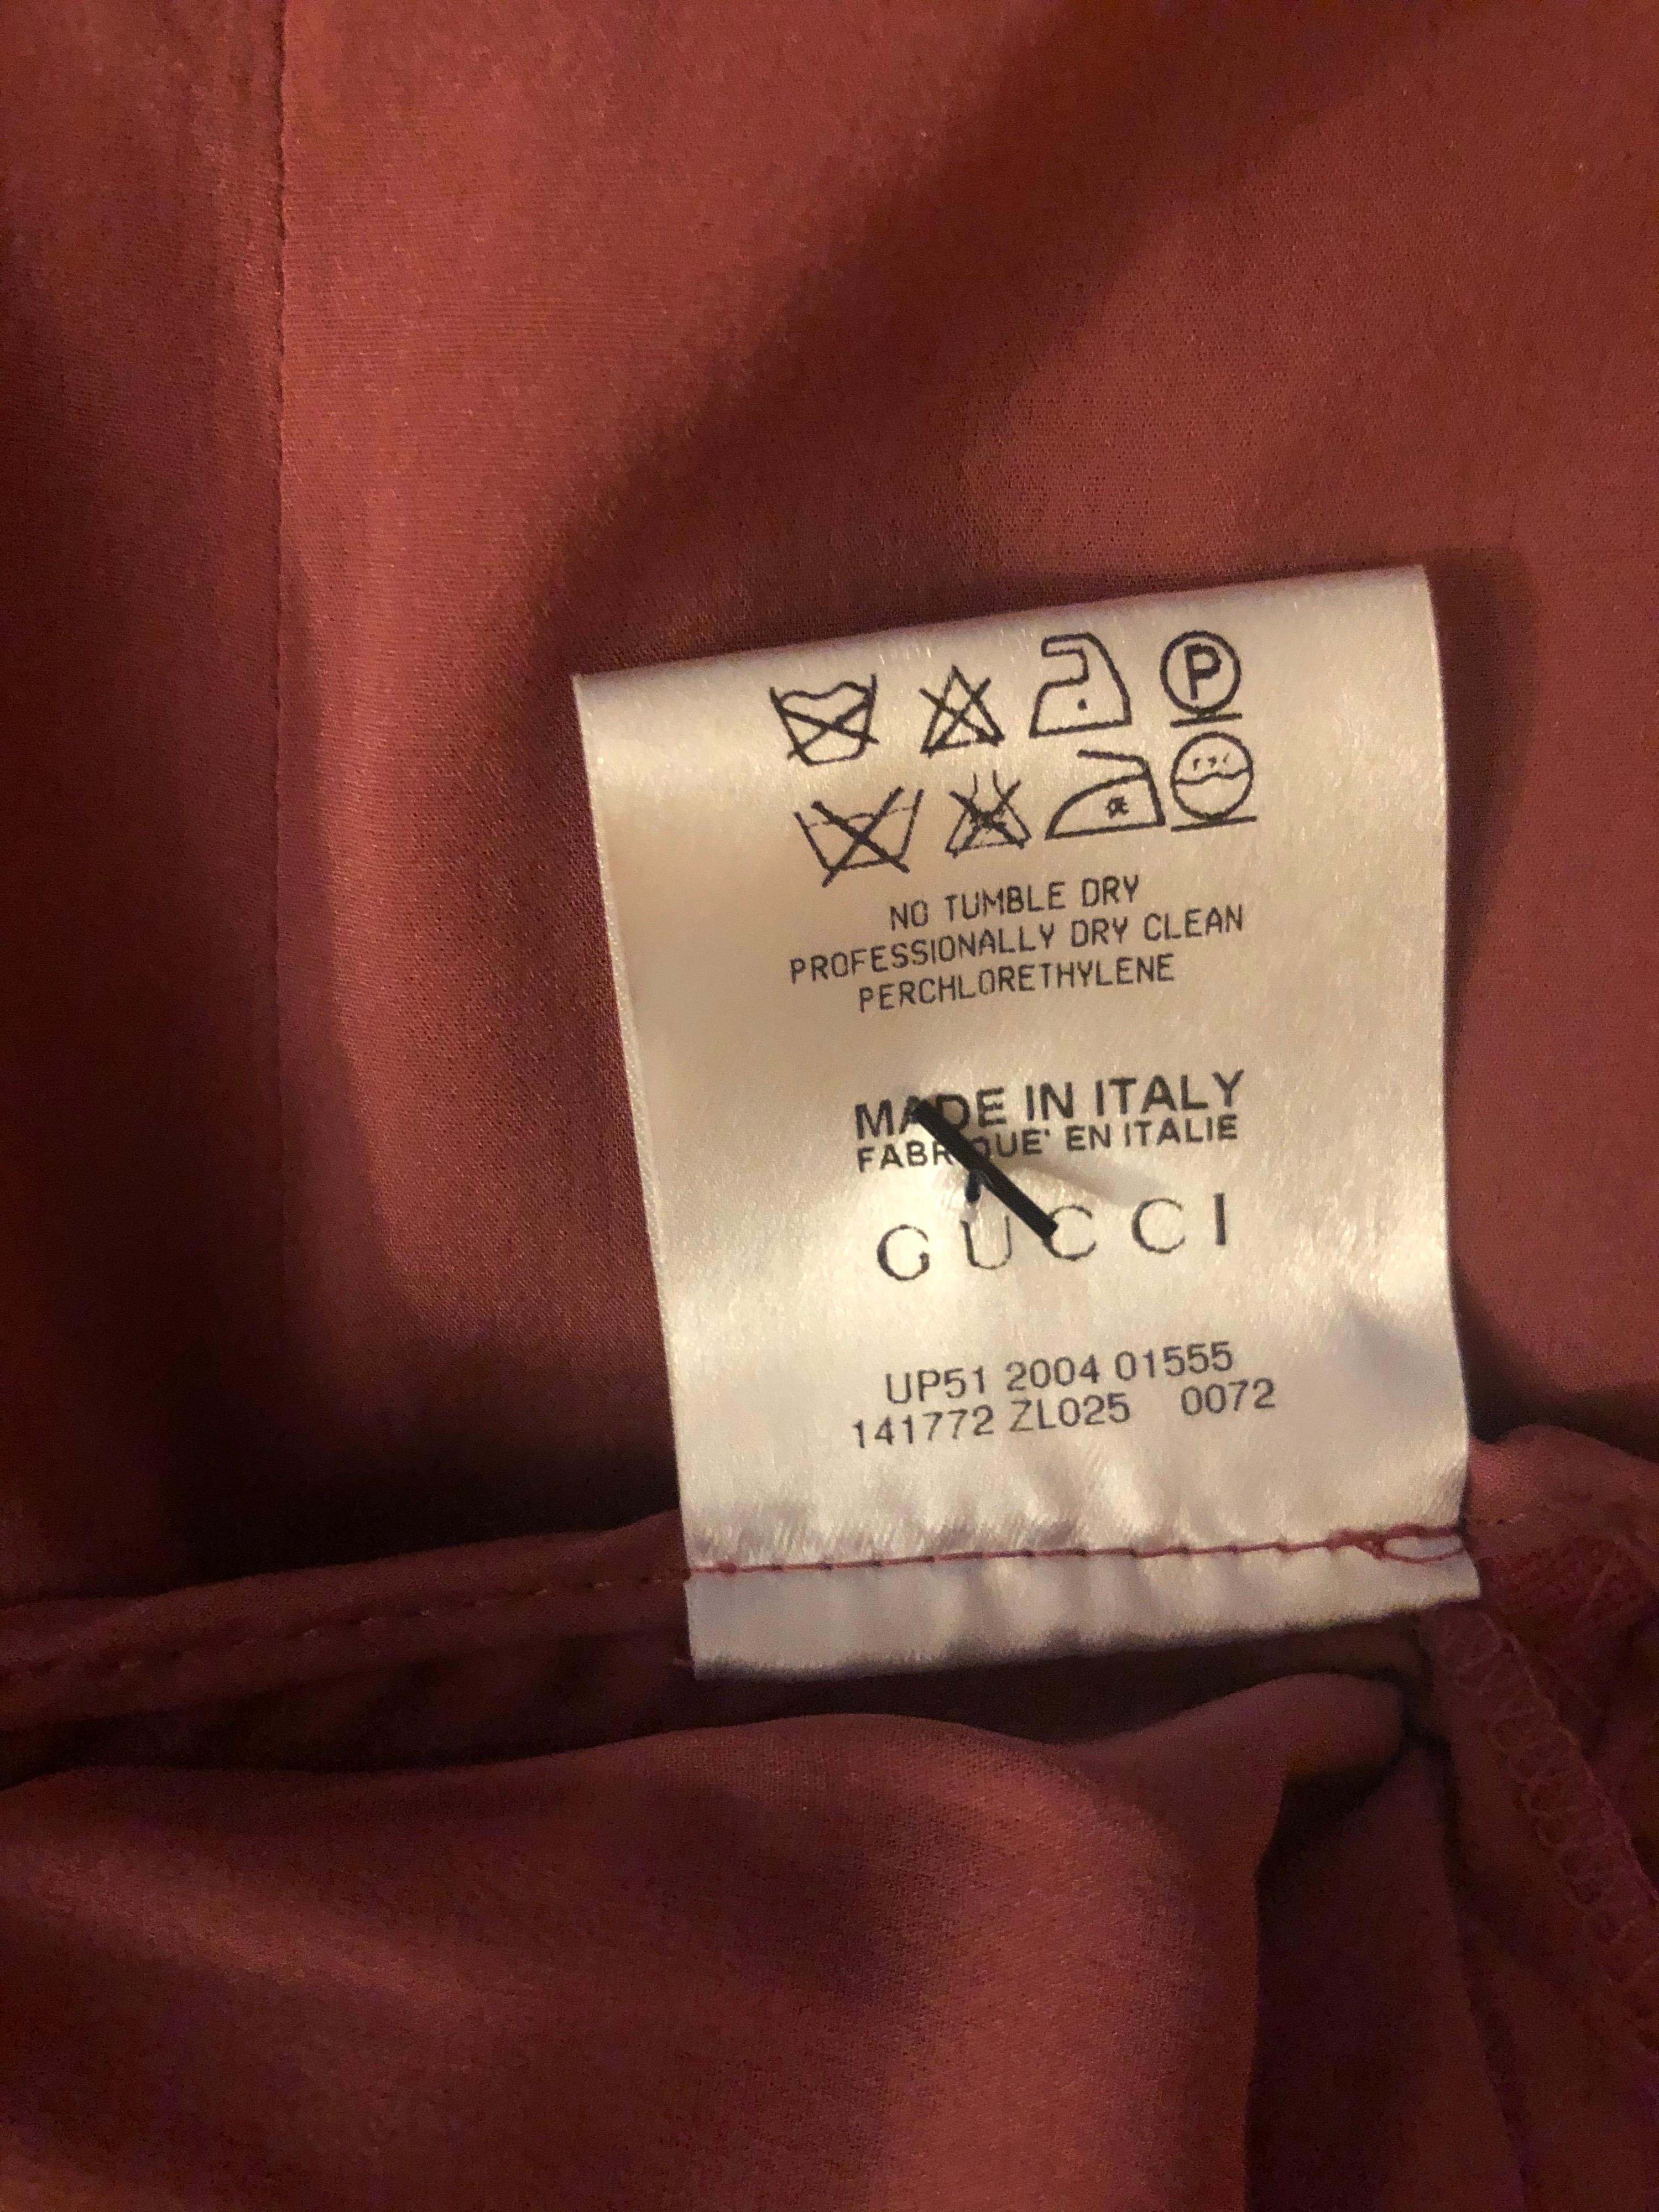 P
NO TUMBLE DRY
PROFESSIONALLY DRY CLEAN
PERCHLORETHYLENE
MADE IN ITALY
FABRIQUE' EN ITALIE
GUCCI
UP51 2004 01555
141772 ZL025 0072